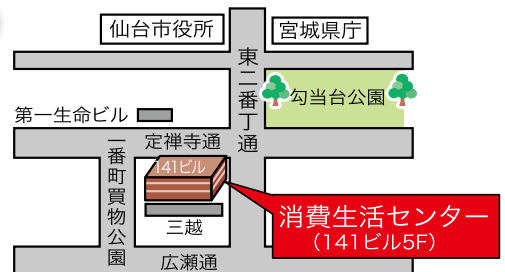 仙台市役所
宮城県庁
東二番丁通
勾当台公園
第一生命ビル
定禅寺通
一番町買物公園
141ビル
三越
消費生活センター
（141ビル5F）
広瀬通